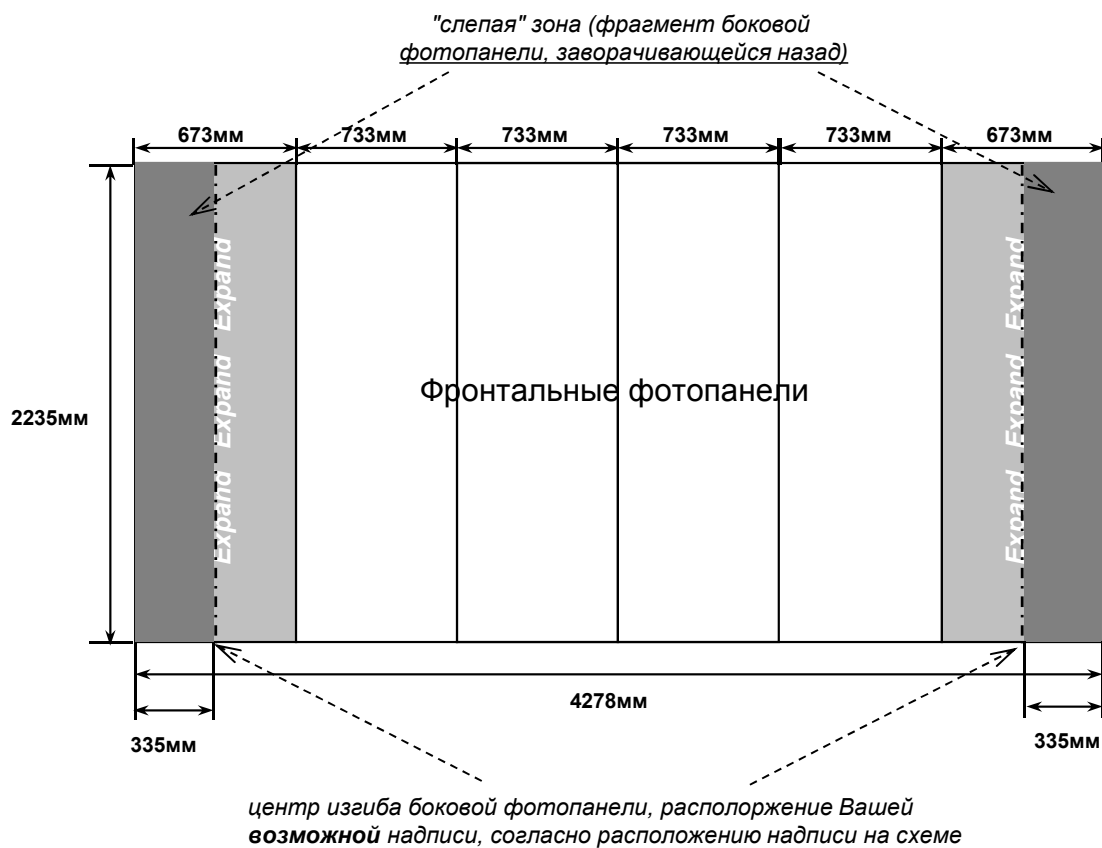 "слепая" зона (фрагмент боковой
фотопанели, заворачивающейся назад)
673мм 733мм 733мм 733мм 733мм 673мм
Expand Expand Expand
Expand Expand Expand
Фронтальные фотопанели
2235мм
4278мм
335мм 335мм
центр изгиба боковой фотопанели, располоржение Вашей
возможной надписи, согласно расположению надписи на схеме